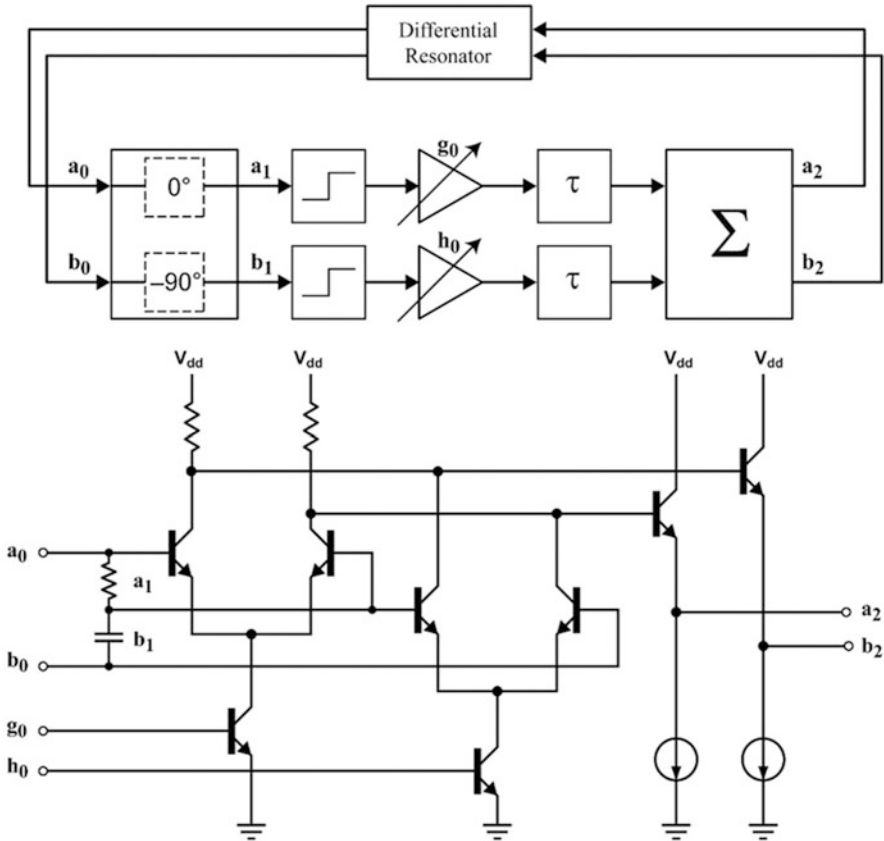 Differential
Resonator
a0 0° a1 g0 τ Σ a2
b0 −90° b1 h0 τ b2
Vdd Vdd Vdd Vdd
a0
a1
b1
b0
g0
h0
a2
b2